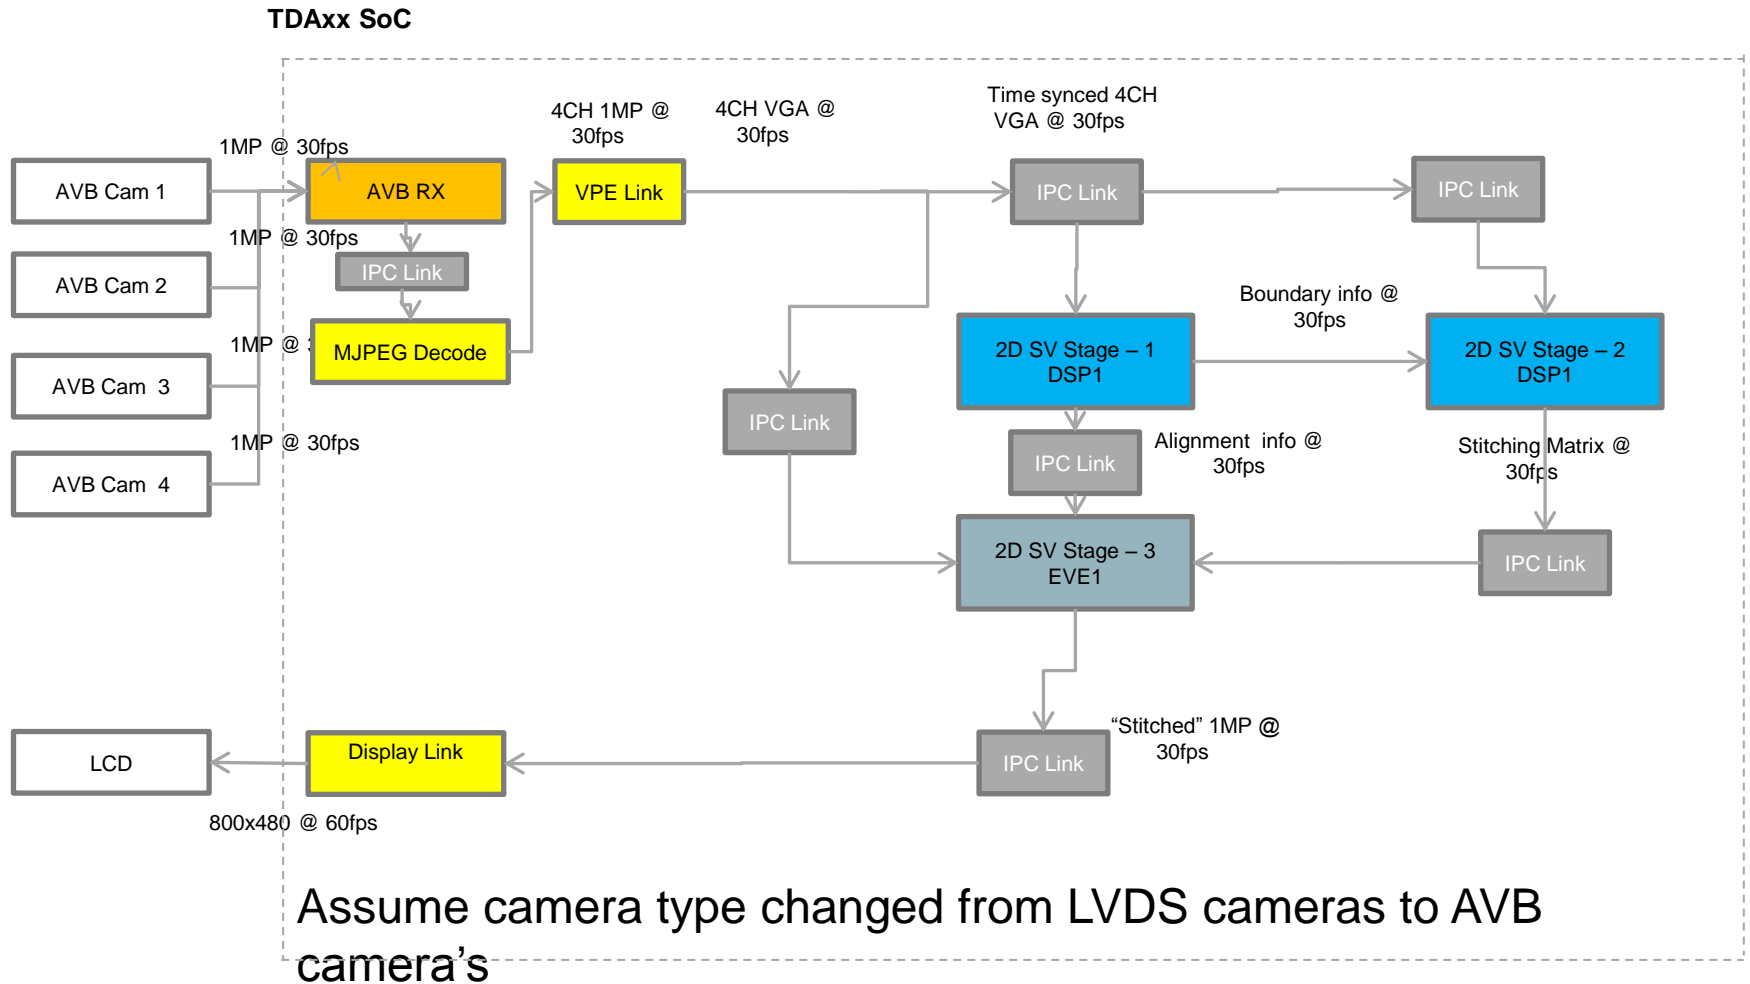 TDAxx SoC
4CH 1MP @
30fps
4CH VGA @
30fps
Time synced 4CH
VGA @ 30fps
1MP @ 30fps
AVB Cam 1
AVB RX
VPE Link
IPC Link
IPC Link
1MP @ 30fps
AVB Cam 2
IPC Link
Boundary info @
30fps
1MP @ 3
AVB Cam  3
MJPEG Decode
2D SV Stage – 1
DSP1
2D SV Stage – 2
DSP1
IPC Link
1MP @ 30fps
AVB Cam  4
IPC Link
Alignment  info @
30fps
Stitching Matrix @
30fps
2D SV Stage – 3
EVE1
IPC Link
LCD
Display Link
IPC Link
“Stitched” 1MP @
30fps
800x480 @ 60fps
Assume camera type changed from LVDS cameras to AVB
camera’s